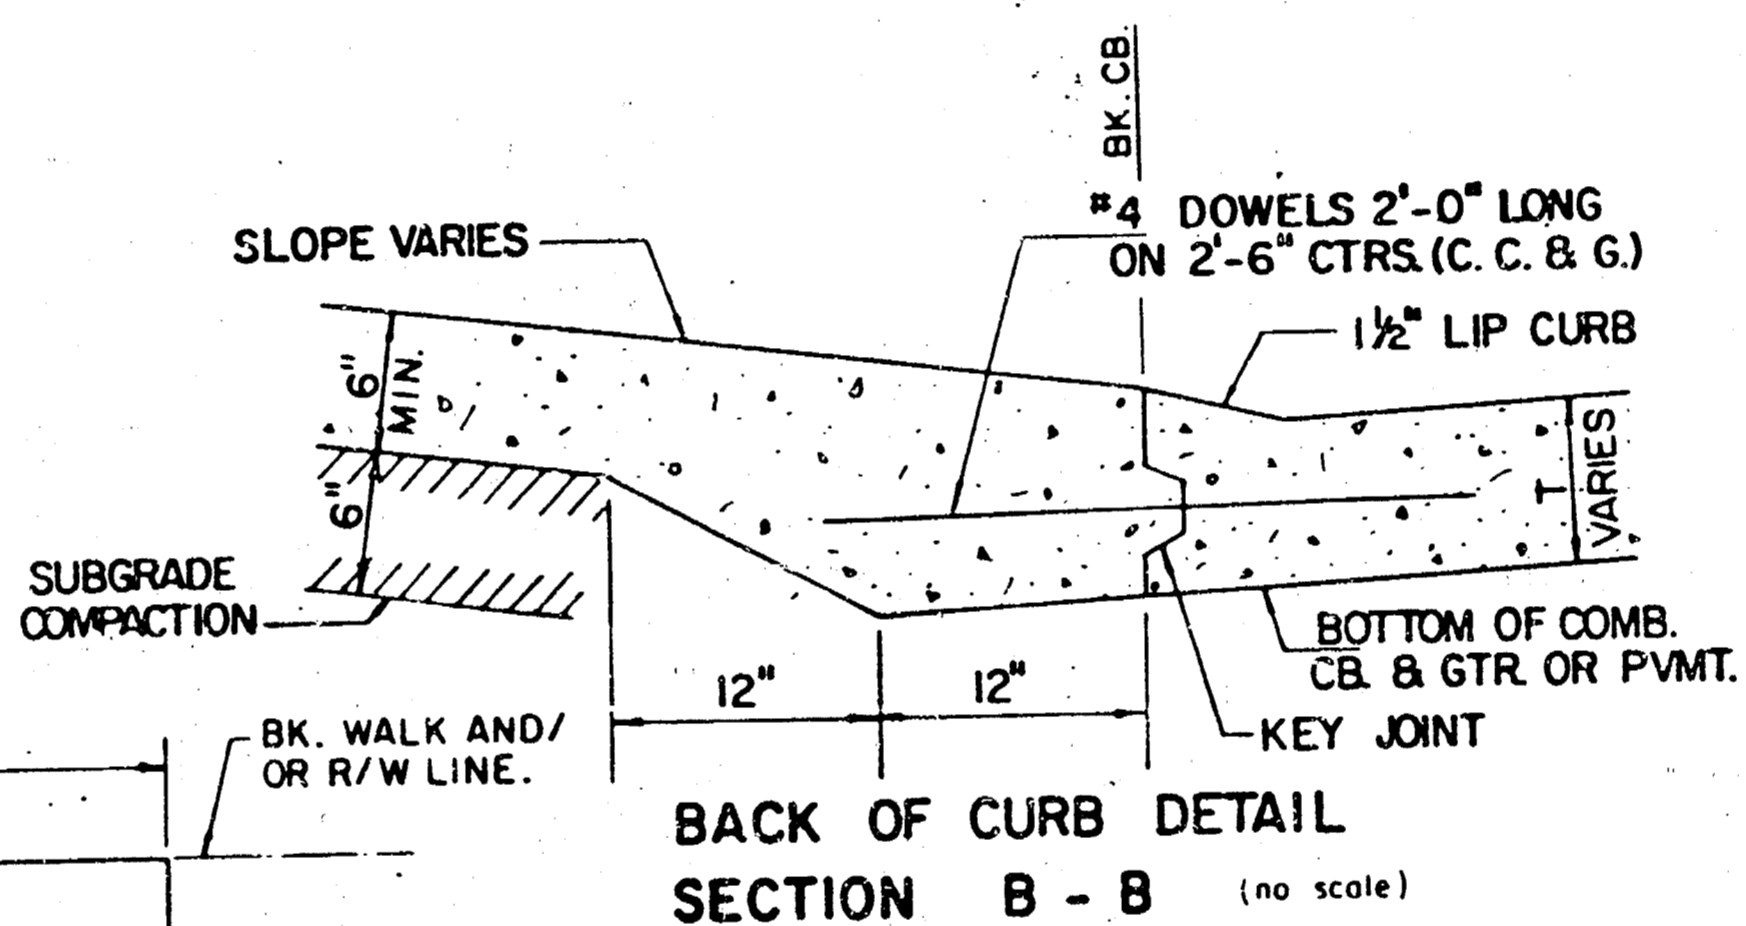 BK. CB.
#4 DOWELS 2'-0" LONG
ON 2'-6" CTRS. (C. C. & G.)
SLOPE VARIES
1½" LIP CURB
6"
MIN.
6"
T
VARIES
SUBGRADE
COMPACTION
BOTTOM OF COMB.
CB. & GTR. OR PVMT.
12"
12"
KEY JOINT
BK. WALK AND/
OR R/W LINE.
BACK OF CURB DETAIL
SECTION B - B (no scale)